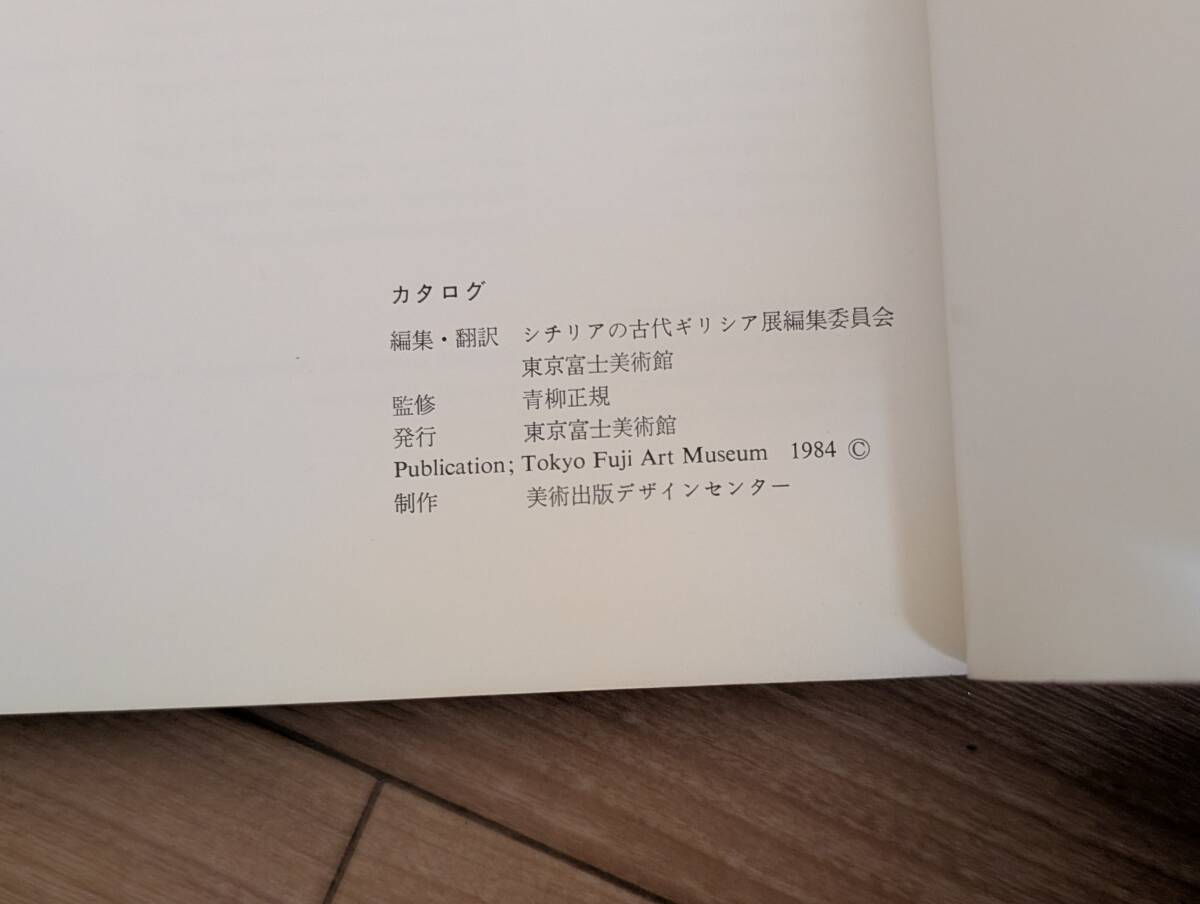 カタログ
編集・翻訳 シチリアの古代ギリシア展編集委員会
東京富士美術館
監修 青柳正規
発行 東京富士美術館
Publication; Tokyo Fuji Art Museum 1984 ©
制作 美術出版デザインセンター